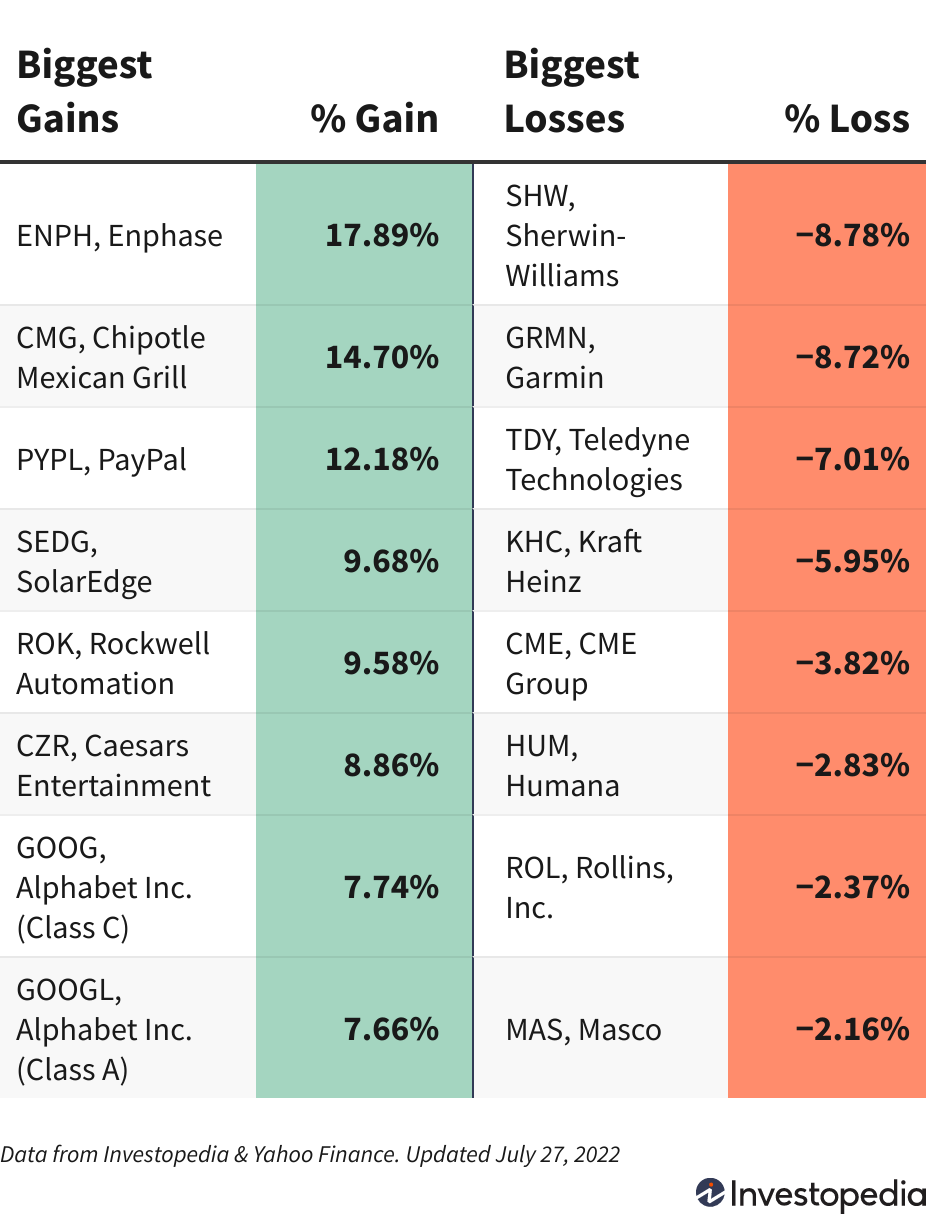 Biggest
Gains
% Gain
Biggest
Losses
% Loss
ENPH, Enphase
17.89%
SHW,
Sherwin-
Williams
−8.78%
CMG, Chipotle
Mexican Grill
14.70%
GRMN,
Garmin
−8.72%
PYPL, PayPal
12.18%
TDY, Teledyne
Technologies
−7.01%
SEDG,
SolarEdge
9.68%
KHC, Kraft
Heinz
−5.95%
ROK, Rockwell
Automation
9.58%
CME, CME
Group
−3.82%
CZR, Caesars
Entertainment
8.86%
HUM,
Humana
−2.83%
GOOG,
Alphabet Inc.
(Class C)
7.74%
ROL, Rollins,
Inc.
−2.37%
GOOGL,
Alphabet Inc.
(Class A)
7.66%
MAS, Masco
−2.16%
Data from Investopedia & Yahoo Finance. Updated July 27, 2022
Investopedia